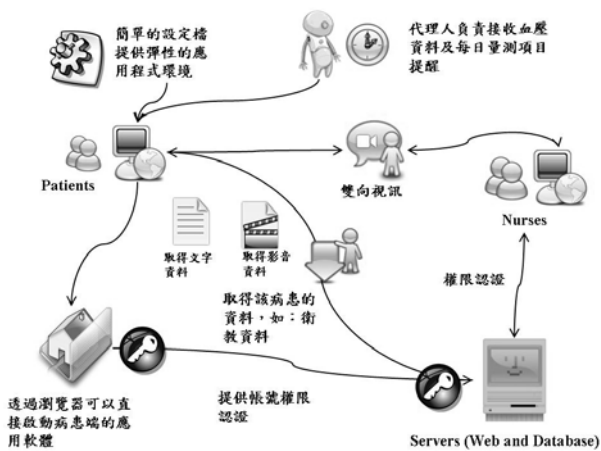 簡單的設定檔
提供彈性的應
用程式環境
代理人負責接收血壓
資料及每日量測項目
提醒
Patients
雙向視訊
Nurses
取得文字
資料
取得影音
資料
取得該病患的
資料，如：衛
教資料
權限認證
透過瀏覽器可以直
接啟動病患端的應
用軟體
提供帳號權限
認證
Servers (Web and Database)